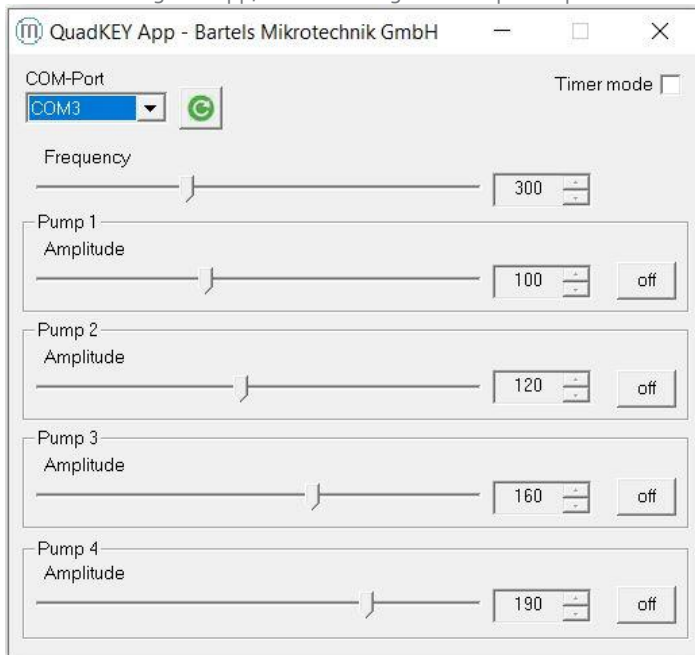 QuadKEY App - Bartels Mikrotechnik GmbH
COM-Port
Timer mode
COM3
Frequency
300
Pump 1
Amplitude
100 off
Pump 2
Amplitude
120 off
Pump 3
Amplitude
160 off
Pump 4
Amplitude
190 off